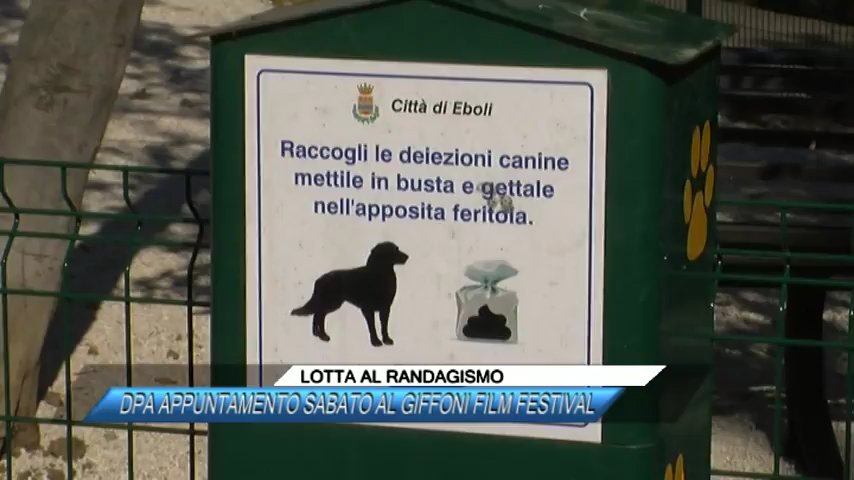 Città di Eboli
Raccogli le deiezioni canine
mettile in busta e gettale
nell'apposita feritoia.
LOTTA AL RANDAGISMO
DPA APPUNTAMENTO SABATO AL GIFFONI FILM FESTIVAL